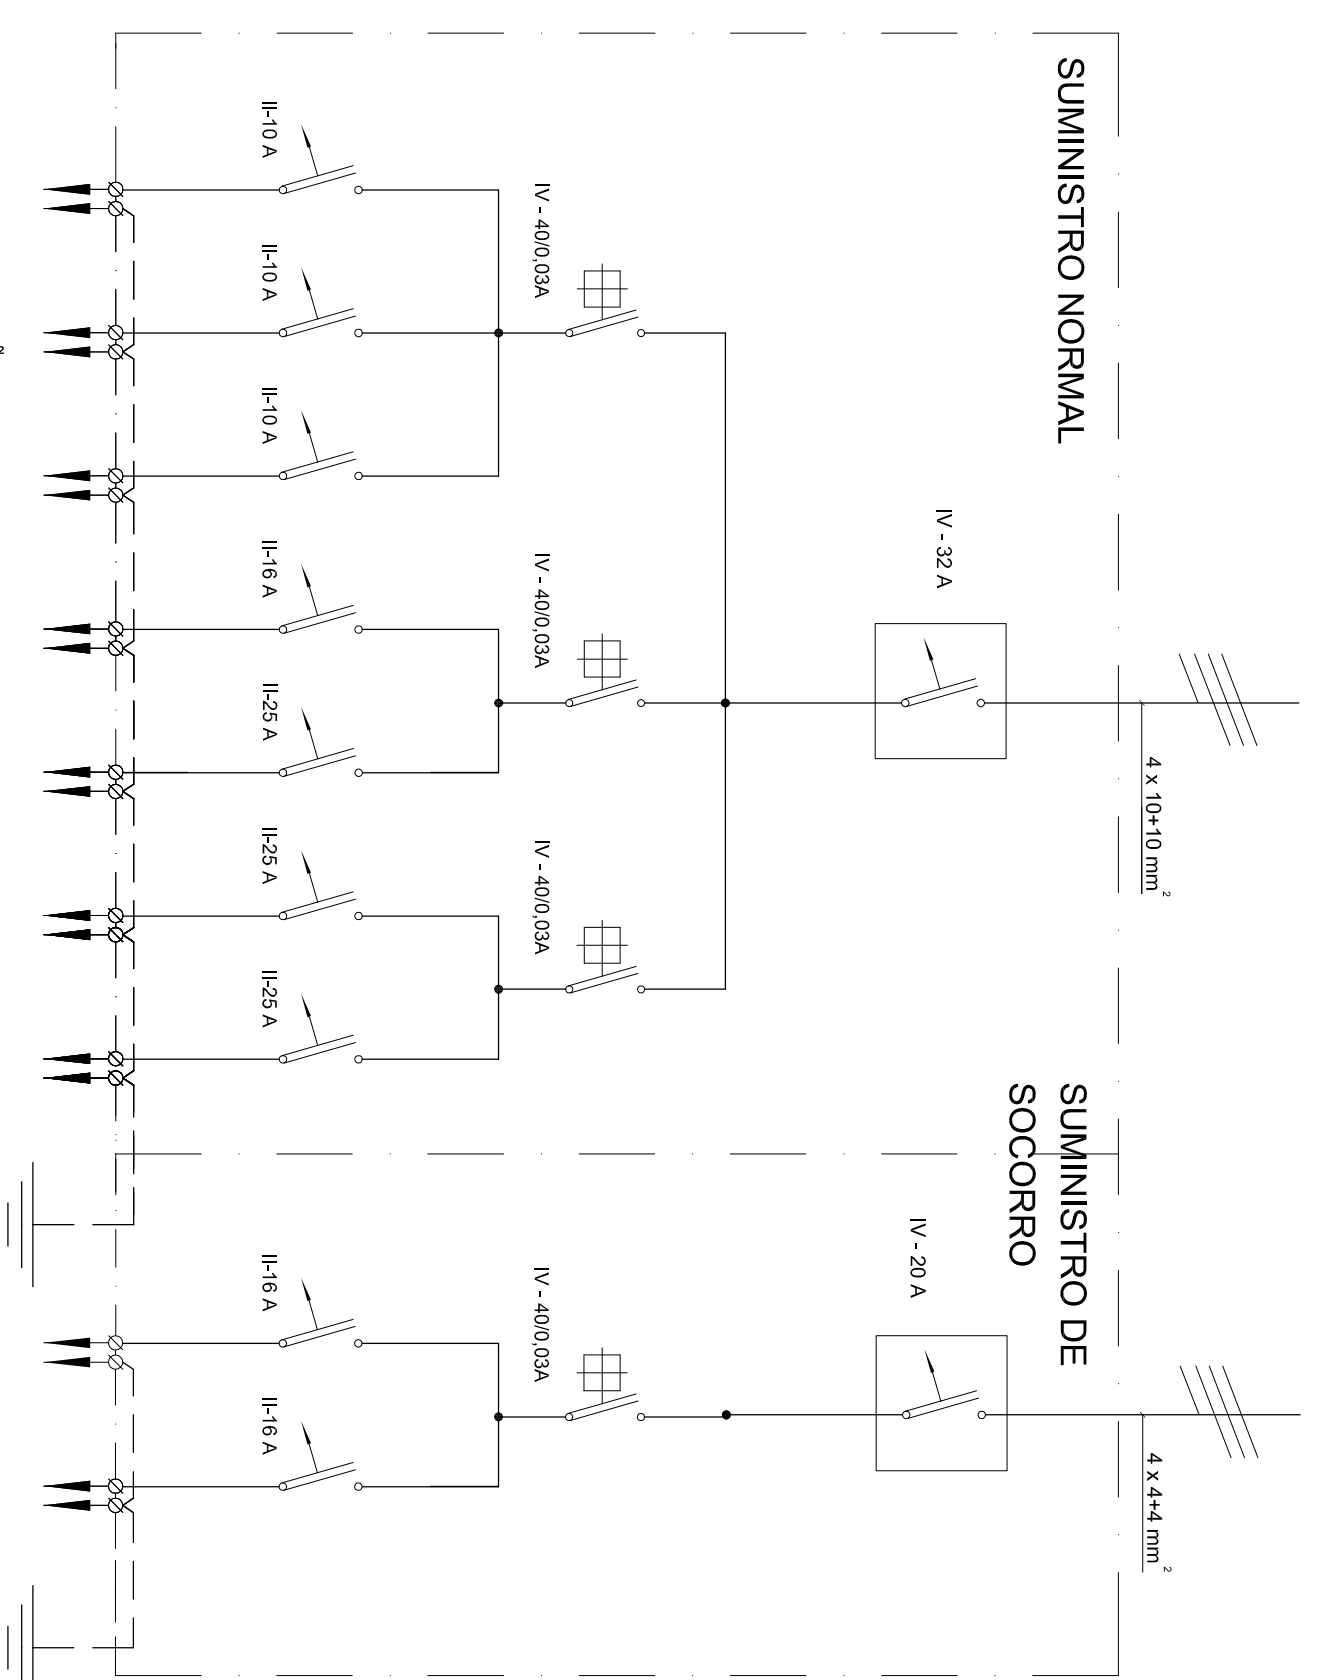 SUMINISTRO NORMAL
SUMINISTRO DE
SOCORRO
4 x 10+10 mm²
4 x 4+4 mm²
IV - 32 A
IV - 20 A
IV - 40/0,03A
IV - 40/0,03A
IV - 40/0,03A
IV - 40/0,03A
II-10 A
II-10 A
II-10 A
II-16 A
II-25 A
II-25 A
II-25 A
II-16 A
II-16 A
²